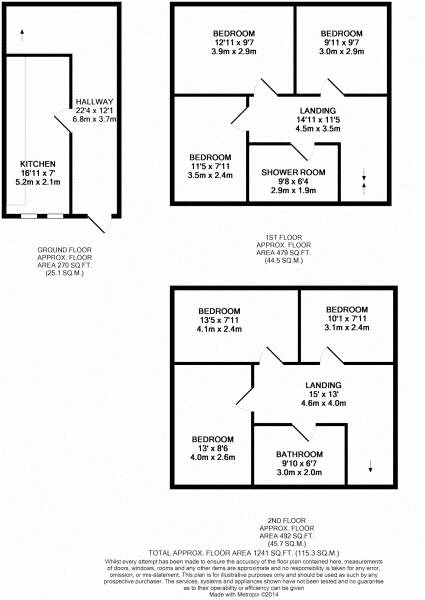 HALLWAY
22'4 x 12'1
6.8m x 3.7m
KITCHEN
16'11 x 7'
5.2m x 2.1m
GROUND FLOOR
APPROX. FLOOR
AREA 270 SQ.FT.
(25.1 SQ.M.)
BEDROOM
12'11 x 9'7
3.9m x 2.9m
BEDROOM
9'11 x 9'7
3.0m x 2.9m
LANDING
14'11 x 11'5
4.5m x 3.5m
BEDROOM
11'5 x 7'11
3.5m x 2.4m
SHOWER ROOM
9'8 x 6'4
2.9m x 1.9m
1ST FLOOR
APPROX. FLOOR
AREA 479 SQ.FT.
(44.5 SQ.M.)
BEDROOM
13'5 x 7'11
4.1m x 2.4m
BEDROOM
10'1 x 7'11
3.1m x 2.4m
LANDING
15' x 13'
4.6m x 4.0m
BEDROOM
13' x 8'6
4.0m x 2.6m
BATHROOM
9'10 x 6'7
3.0m x 2.0m
2ND FLOOR
APPROX. FLOOR
AREA 492 SQ.FT.
(45.7 SQ.M.)
TOTAL APPROX. FLOOR AREA 1241 SQ.FT. (115.3 SQ.M.)
Whilst every attempt has been made to ensure the accuracy of the floor plan contained here, measurements
of doors, windows, rooms and any other items are approximate and no responsibility is taken for any error,
omission, or mis-statement. This plan is for illustrative purposes only and should be used as such by any
prospective purchaser. The services, systems and appliances shown have not been tested and no guarantee
as to their operability or efficiency can be given
Made with Metropix ©2014